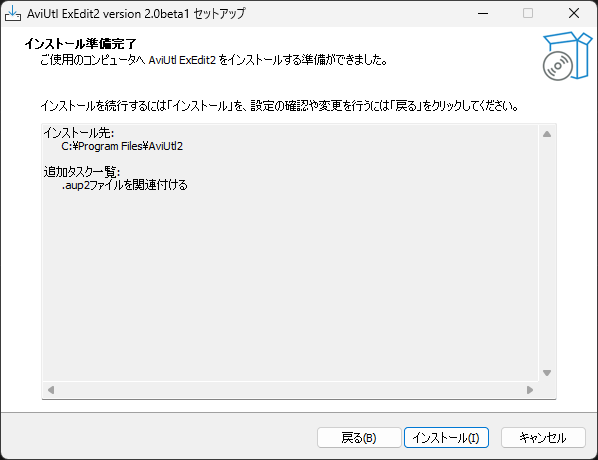 AviUtl ExEdit2 version 2.0beta1 セットアップ
インストール準備完了
ご使用のコンピュータへ AviUtl ExEdit2 をインストールする準備ができました。
インストールを続行するには「インストール」を、設定の確認や変更を行うには「戻る」をクリックしてください。
インストール先:
C:¥Program Files¥AviUtl2
追加タスク一覧:
.aup2ファイルを関連付ける
戻る(B)
インストール(I)
キャンセル